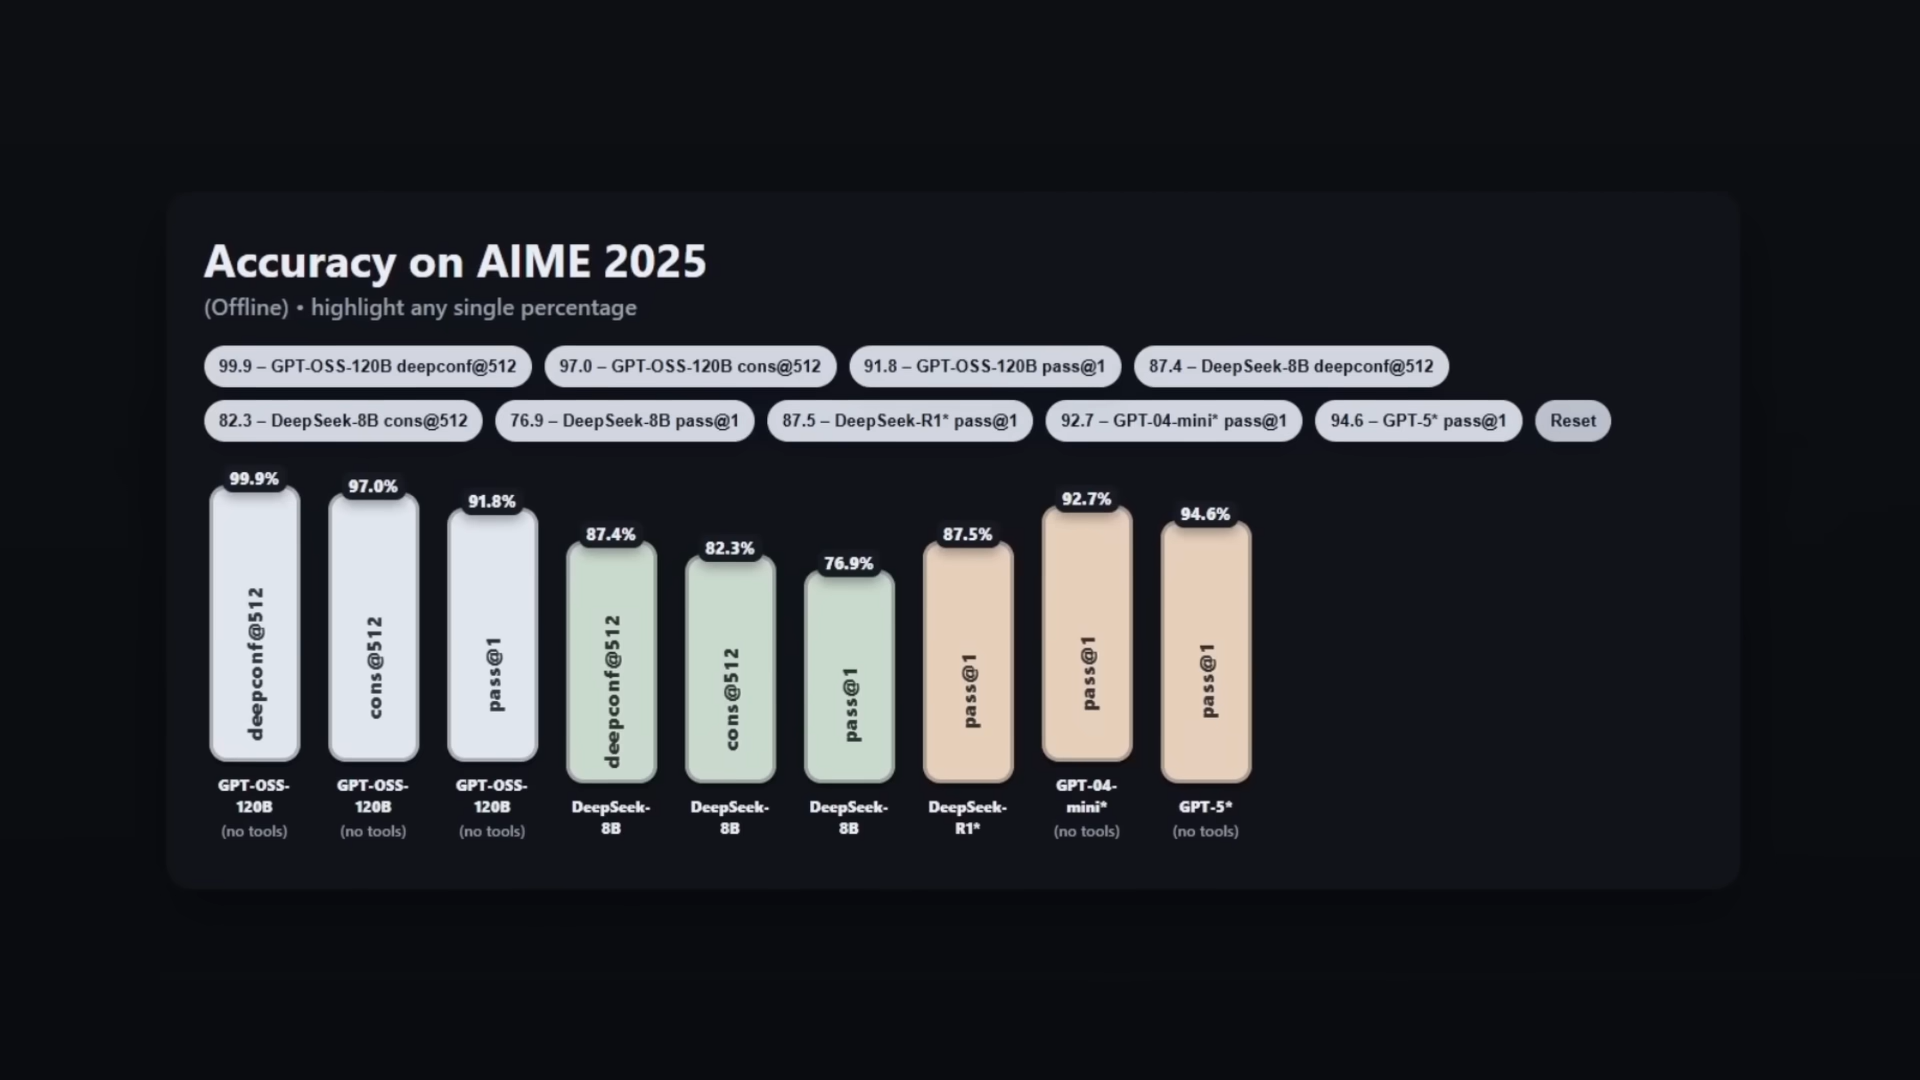 Accuracy on AIME 2025
(Offline) • highlight any single percentage
99.9 – GPT-OSS-120B deepconf@512
97.0 – GPT-OSS-120B cons@512
91.8 – GPT-OSS-120B pass@1
87.4 – DeepSeek-8B deepconf@512
82.3 – DeepSeek-8B cons@512
76.9 – DeepSeek-8B pass@1
87.5 – DeepSeek-R1* pass@1
92.7 – GPT-04-mini* pass@1
94.6 – GPT-5* pass@1
Reset
99.9%
deepconf@512
GPT-OSS-
120B
(no tools)
97.0%
cons@512
GPT-OSS-
120B
(no tools)
91.8%
pass@1
GPT-OSS-
120B
(no tools)
87.4%
deepconf@512
DeepSeek-
8B
82.3%
cons@512
DeepSeek-
8B
76.9%
pass@1
DeepSeek-
8B
87.5%
pass@1
DeepSeek-
R1*
92.7%
pass@1
GPT-04-
mini*
(no tools)
94.6%
pass@1
GPT-5*
(no tools)